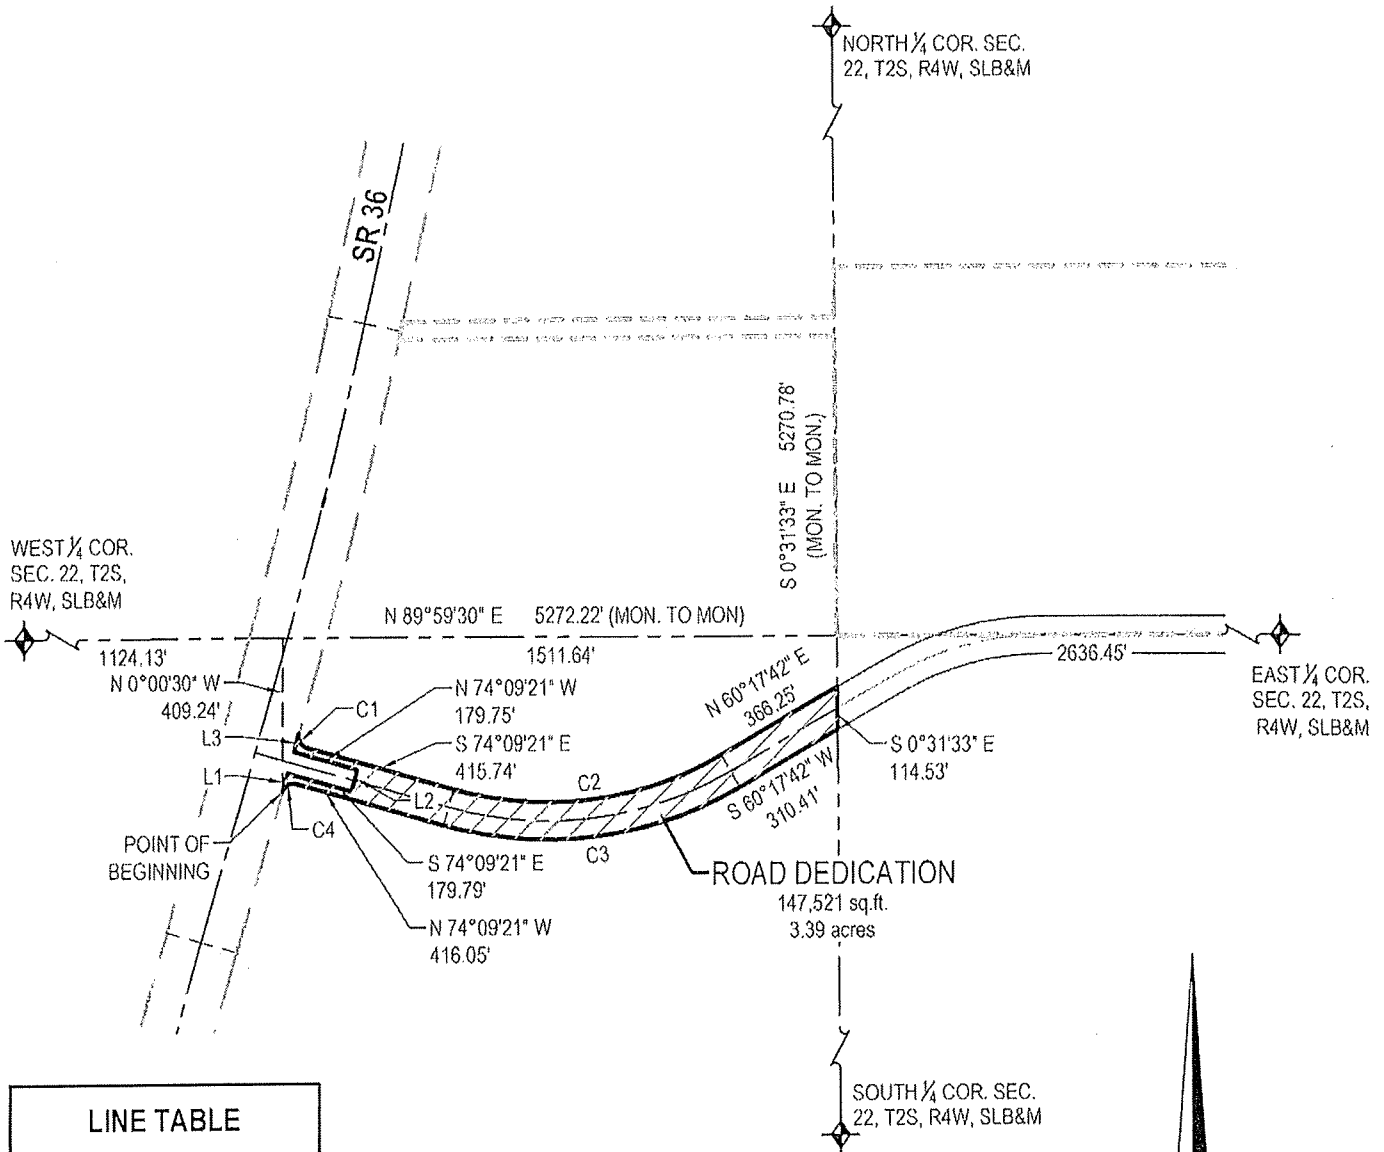 NORTH 1/4 COR. SEC.
22, T2S, R4W, SLB&M
SR 36
S 0°31'33" E 5270.78'
(MON. TO MON.)
WEST 1/4 COR.
SEC. 22, T2S,
R4W, SLB&M
N 89°59'30" E 5272.22' (MON. TO MON)
1124.13'
1511.64'
2636.45'
N 0°00'30" W
409.24'
EAST 1/4 COR.
SEC. 22, T2S,
R4W, SLB&M
N 74°09'21" W
179.75'
C1
L3
N 60°17'42" E
366.25'
S 74°09'21" E
415.74'
S 0°31'33" E
114.53'
L1
L2
C2
S 60°17'42" W
310.41'
C4
C3
POINT OF
BEGINNING
S 74°09'21" E
179.79'
ROAD DEDICATION
147,521 sq.ft.
3.39 acres
N 74°09'21" W
416.05'
SOUTH 1/4 COR. SEC.
22, T2S, R4W, SLB&M
LINE TABLE